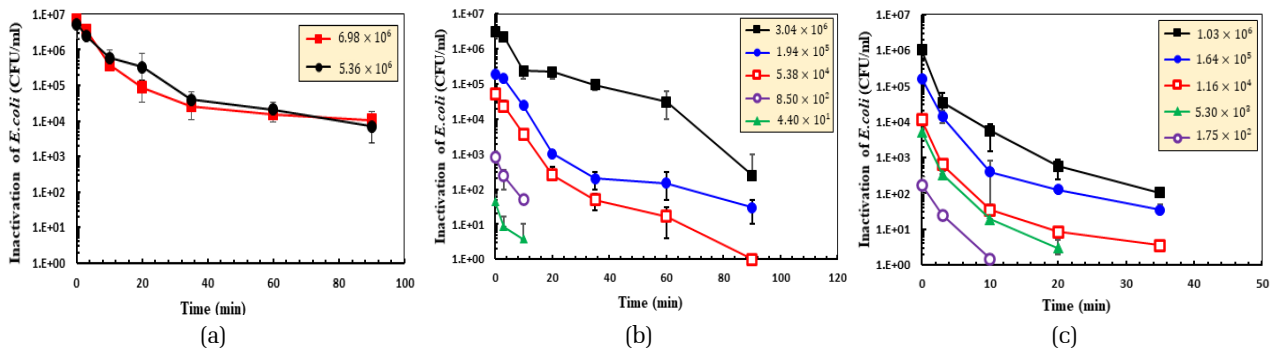 Inactivation of E.coli (CFU/ml)
1.E+07
1.E+06
1.E+05
1.E+04
1.E+03
1.E+02
1.E+01
1.E+00
6.98 × 10⁶
5.36 × 10⁶
0 20 40 60 80 100
Time (min)
(a)
Inactivation of E.coli (CFU/ml)
1.E+07
1.E+06
1.E+05
1.E+04
1.E+03
1.E+02
1.E+01
1.E+00
3.04 × 10⁶
1.94 × 10⁵
5.38 × 10⁴
8.50 × 10²
4.40 × 10¹
0 20 40 60 80 100 120
Time (min)
(b)
Inactivation of E.coli (CFU/ml)
1.E+07
1.E+06
1.E+05
1.E+04
1.E+03
1.E+02
1.E+01
1.E+00
1.03 × 10⁶
1.64 × 10⁵
1.16 × 10⁴
5.30 × 10³
1.75 × 10²
0 10 20 30 40 50
Time (min)
(c)